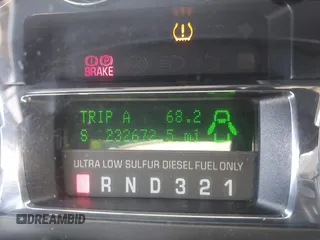 BRAKE
TRIP A 68.2
S 232672.5 mi
ULTRA LOW SULFUR DIESEL FUEL ONLY
R N D 3 2 1
DREAMBID